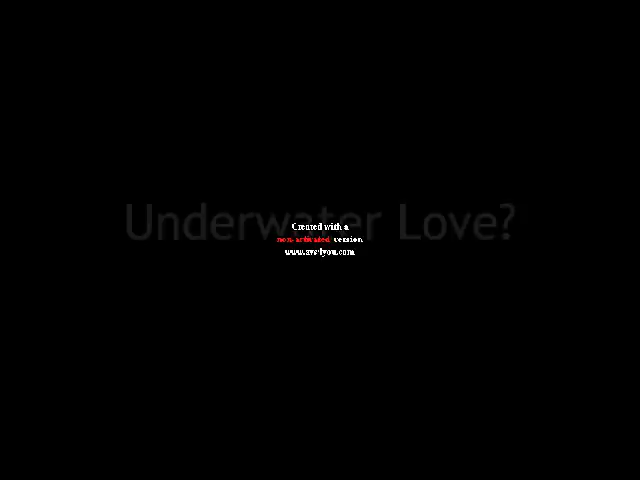 Underwater Love?
Created with a
non-activated version
www.avs4you.com